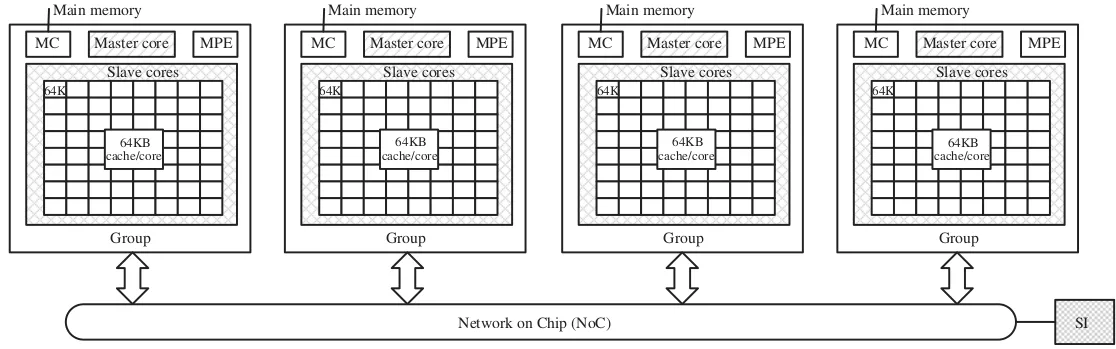 Main memory
MC Master core MPE
Slave cores
64K
64KB
cache/core
Group
Main memory
MC Master core MPE
Slave cores
64K
64KB
cache/core
Group
Main memory
MC Master core MPE
Slave cores
64K
64KB
cache/core
Group
Main memory
MC Master core MPE
Slave cores
64K
64KB
cache/core
Group
Network on Chip (NoC)
SI